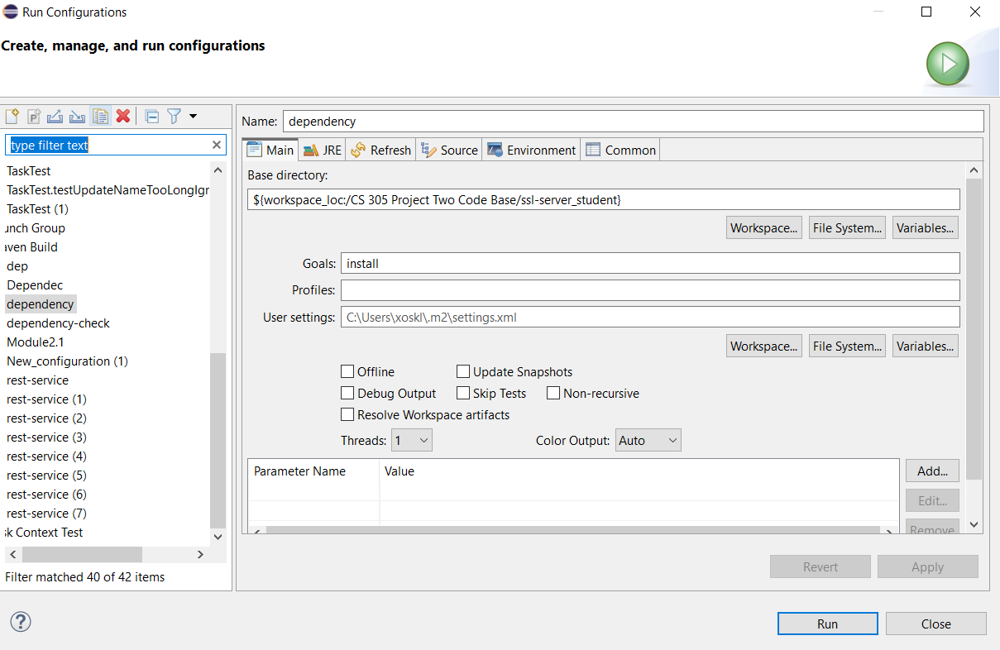 Run Configurations
Create, manage, and run configurations
type filter text
TaskTest
TaskTest.testUpdateNameTooLongIgr
TaskTest (1)
unch Group
aven Build
dep
Dependec
dependency
dependency-check
Module2.1
New_configuration (1)
rest-service
rest-service (1)
rest-service (2)
rest-service (3)
rest-service (4)
rest-service (5)
rest-service (6)
rest-service (7)
sk Context Test
Filter matched 40 of 42 items
Name: dependency
Main JRE Refresh Source Environment Common
Base directory:
${workspace_loc:/CS 305 Project Two Code Base/ssl-server_student}
Workspace... File System... Variables...
Goals: install
Profiles:
User settings: C:\Users\xoskl\.m2\settings.xml
Workspace... File System... Variables...
Offline Update Snapshots
Debug Output Skip Tests Non-recursive
Resolve Workspace artifacts
Threads: 1 Color Output: Auto
Parameter Name Value
Add...
Edit...
Remove
Revert Apply
Run Close